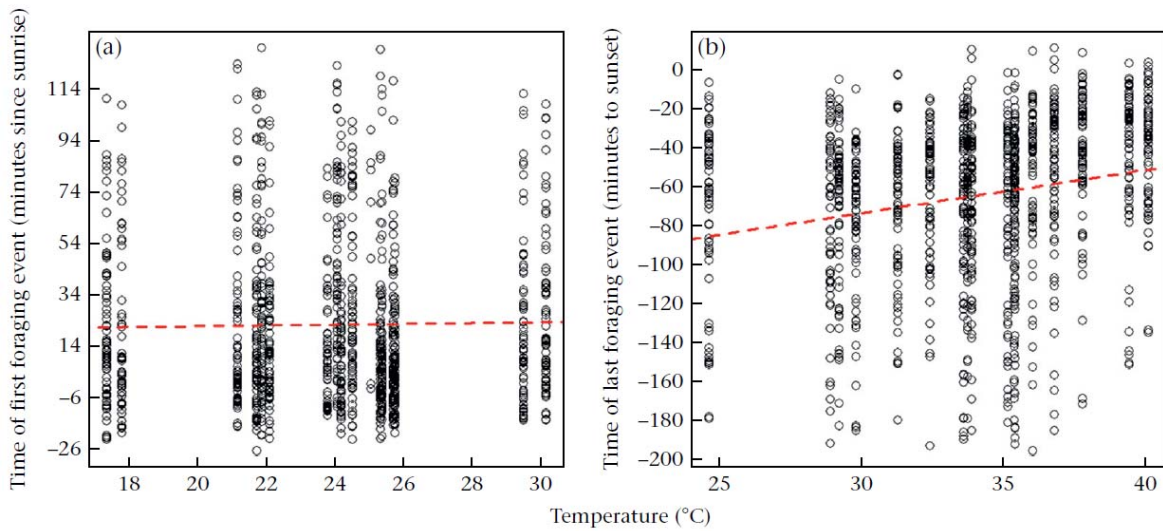 (a)
Time of first foraging event (minutes since sunrise)
114
94
74
54
34
14
–6
–26
18 20 22 24 26 28 30
(b)
Time of last foraging event (minutes to sunset)
0
–20
–40
–60
–80
–100
–120
–140
–160
–180
–200
25 30 35 40
Temperature (°C)